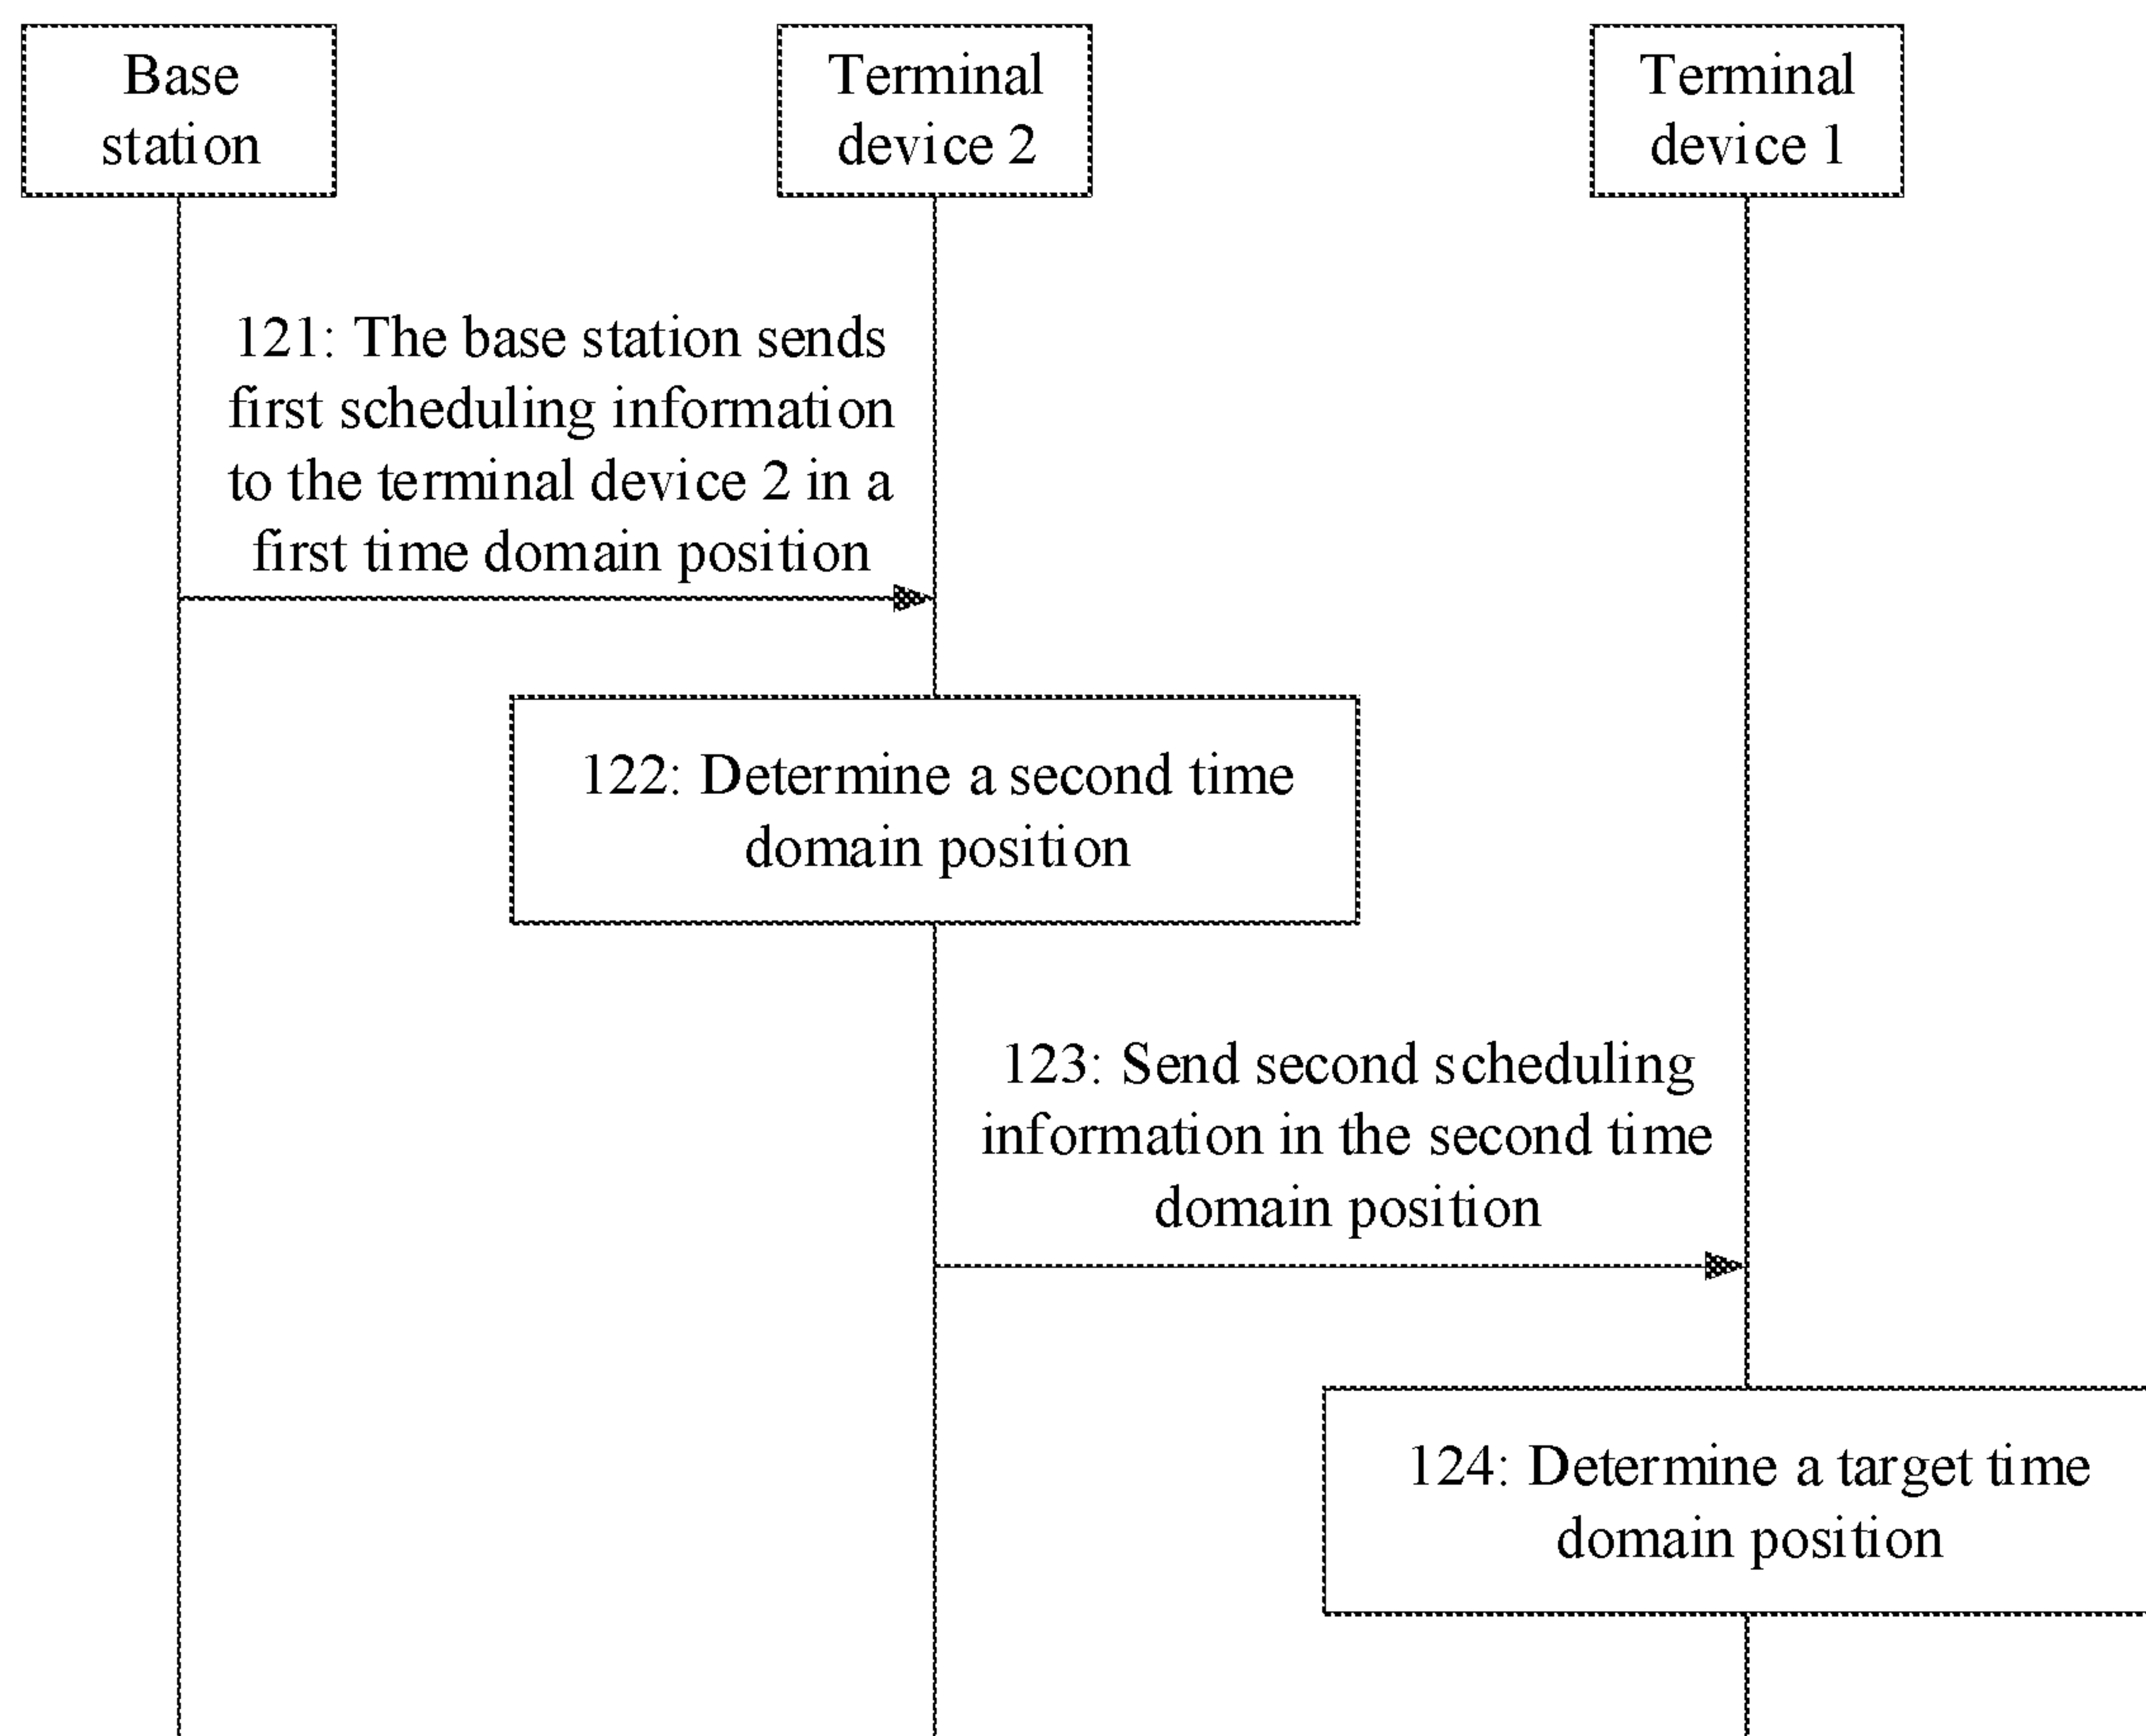 Base
station
Terminal
device 2
Terminal
device 1
121: The base station sends
first scheduling information
to the terminal device 2 in a
first time domain position
122: Determine a second time
domain position
123: Send second scheduling
information in the second time
domain position
124: Determine a target time
domain position